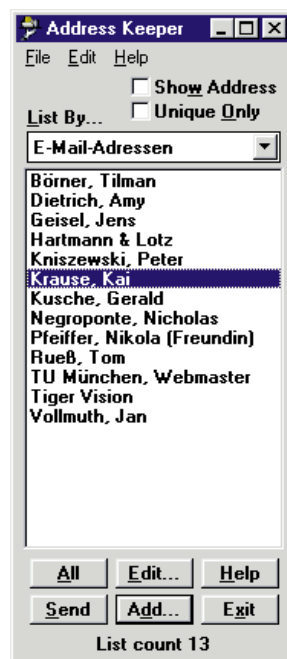 Address Keeper
File Edit Help
Show Address
List By... Unique Only
E-Mail-Adressen
Börner, Tilman
Dietrich, Amy
Geisel, Jens
Hartmann & Lotz
Kniszewski, Peter
Krause, Kai
Kusche, Gerald
Negroponte, Nicholas
Pfeiffer, Nikola (Freundin)
Rueß, Tom
TU München, Webmaster
Tiger Vision
Vollmuth, Jan
All Edit... Help
Send Add... Exit
List count 13